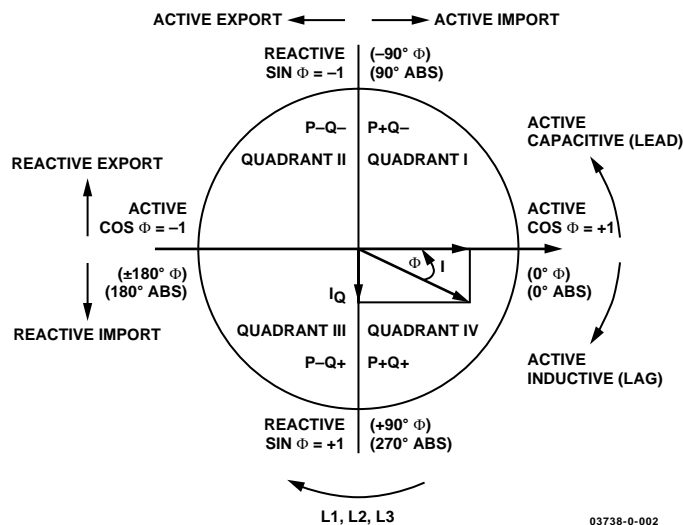 ACTIVE EXPORT
ACTIVE IMPORT
REACTIVE
SIN Φ = –1
(–90° Φ)
(90° ABS)
P–Q–
P+Q–
QUADRANT II
QUADRANT I
ACTIVE
CAPACITIVE (LEAD)
REACTIVE EXPORT
ACTIVE
COS Φ = –1
ACTIVE
COS Φ = +1
(±180° Φ)
(180° ABS)
Φ
I
(0° Φ)
(0° ABS)
IQ
REACTIVE IMPORT
QUADRANT III
QUADRANT IV
P–Q+
P+Q+
ACTIVE
INDUCTIVE (LAG)
REACTIVE
SIN Φ = +1
(+90° Φ)
(270° ABS)
L1, L2, L3
03738-0-002